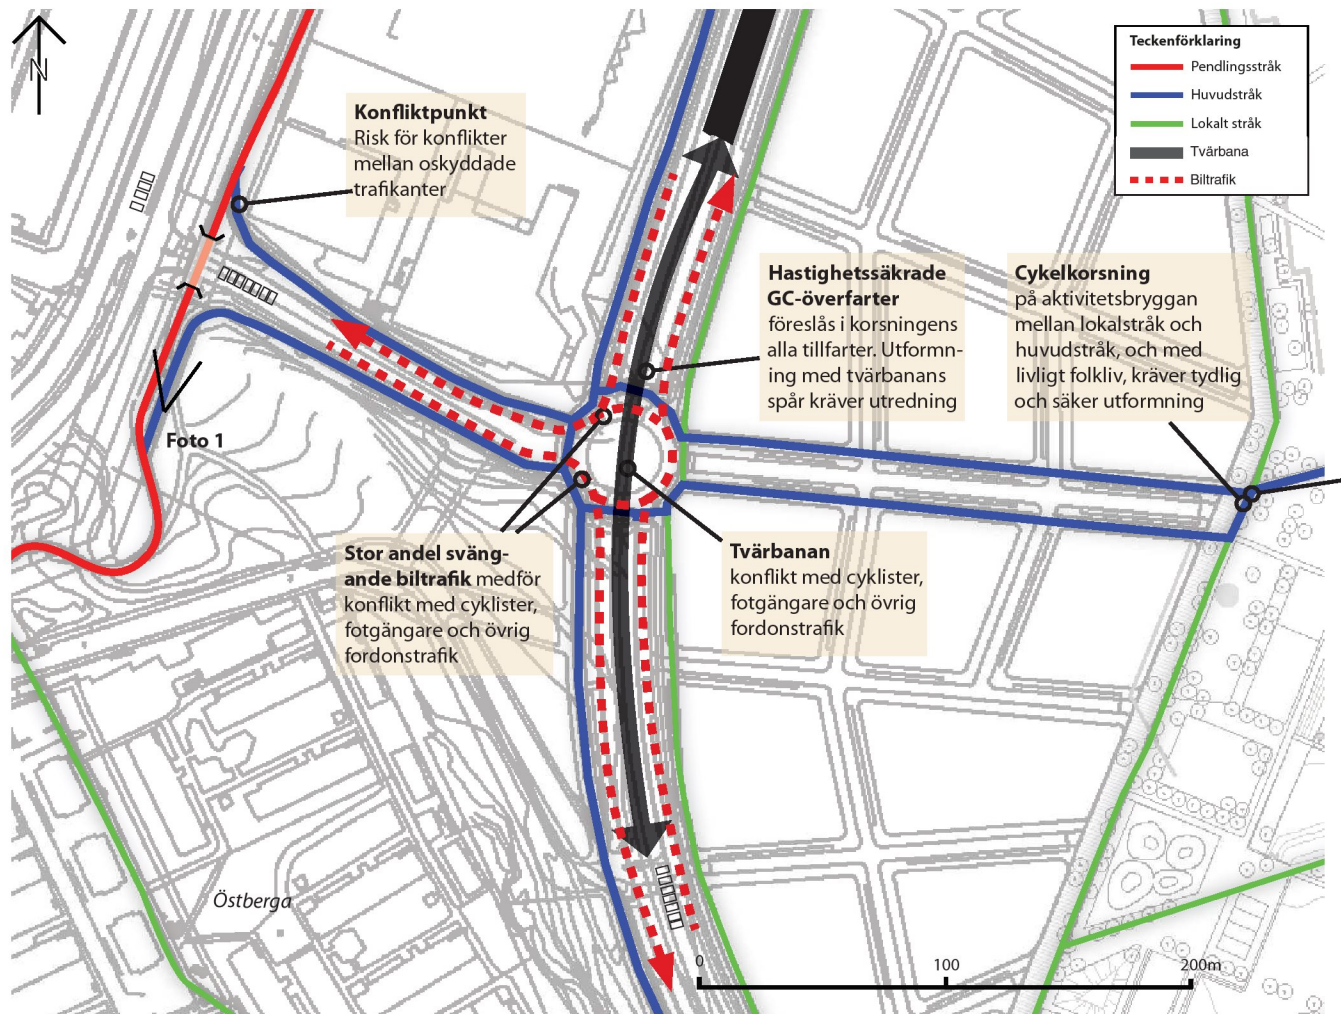 N
Teckenförklaring
Pendlingsstråk
Huvudstråk
Lokalt stråk
Tvärbana
Biltrafik
Konfliktpunkt
Risk för konflikter
mellan oskyddade
trafikanter
Hastighetssäkrade
GC-överfarter
föreslås i korsningens
alla tillfarter. Utformn-
ing med tvärbanans
spår kräver utredning
Cykelkorsning
på aktivitetsbryggan
mellan lokalstråk och
huvudstråk, och med
livligt folkliv, kräver tydlig
och säker utformning
Foto 1
Stor andel sväng-
ande biltrafik medför
konflikt med cyklister,
fotgängare och övrig
fordonstrafik
Tvärbanan
konflikt med cyklister,
fotgängare och övrig
fordonstrafik
Östberga
0 100 200m